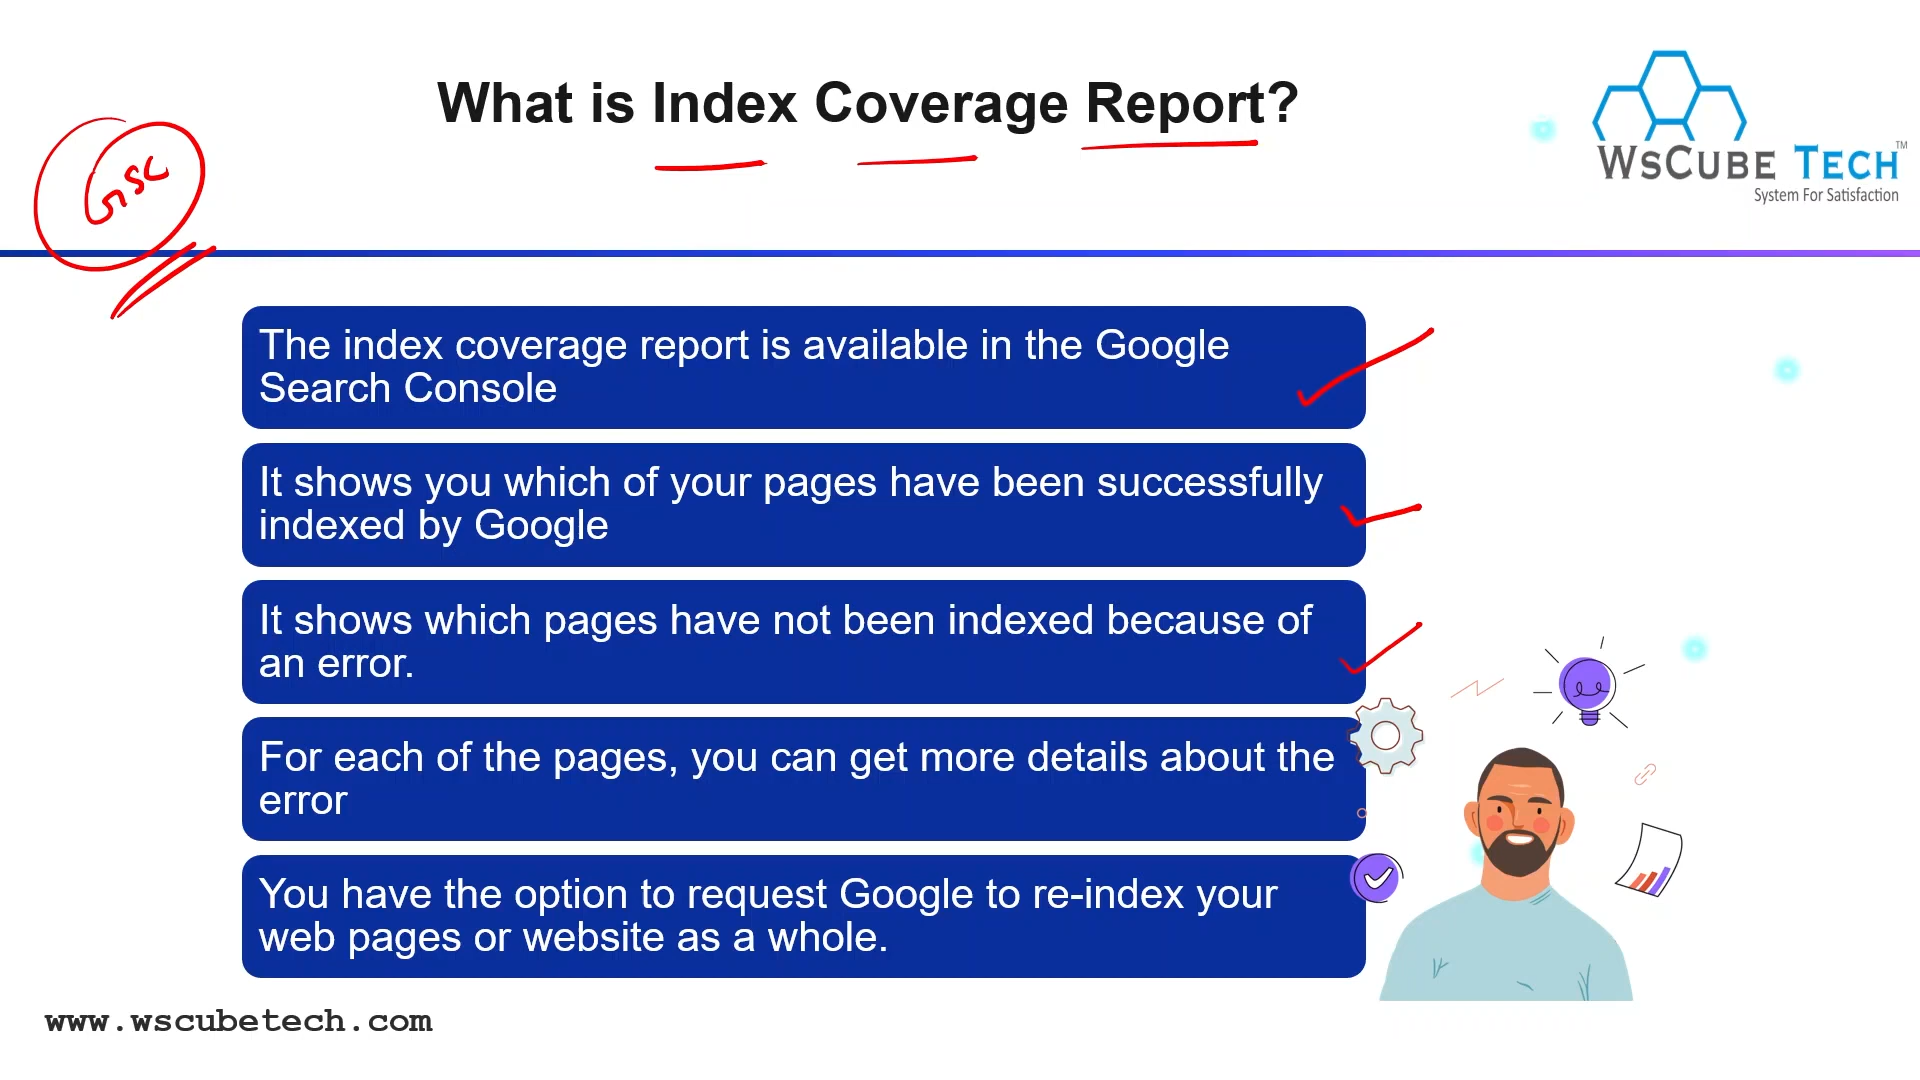 What is Index Coverage Report?
GSC
WSCUBE TECH™
System For Satisfaction
The index coverage report is available in the Google
Search Console
It shows you which of your pages have been successfully
indexed by Google
It shows which pages have not been indexed because of
an error.
For each of the pages, you can get more details about the
error
You have the option to request Google to re-index your
web pages or website as a whole.
www.wscubetech.com